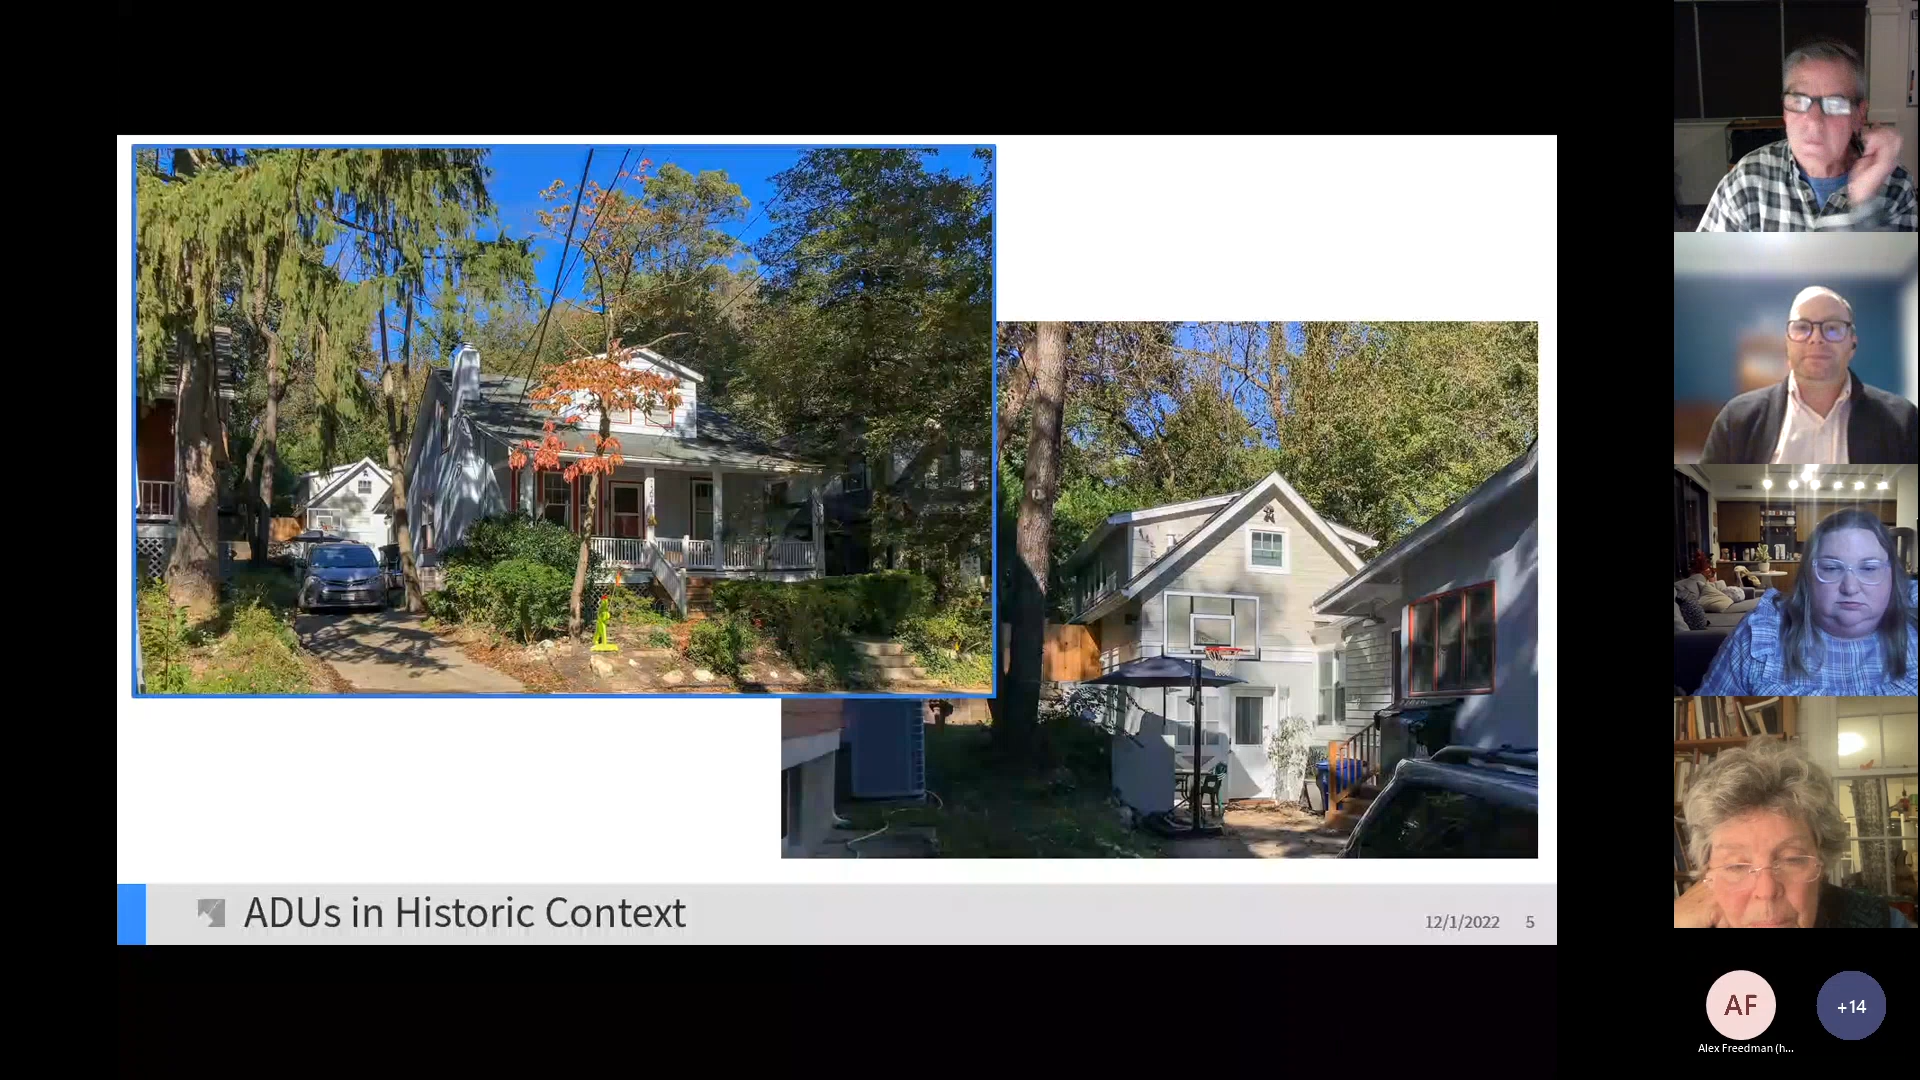 ADUs in Historic Context
12/1/2022 5
AF
+14
Alex Freedman (h...